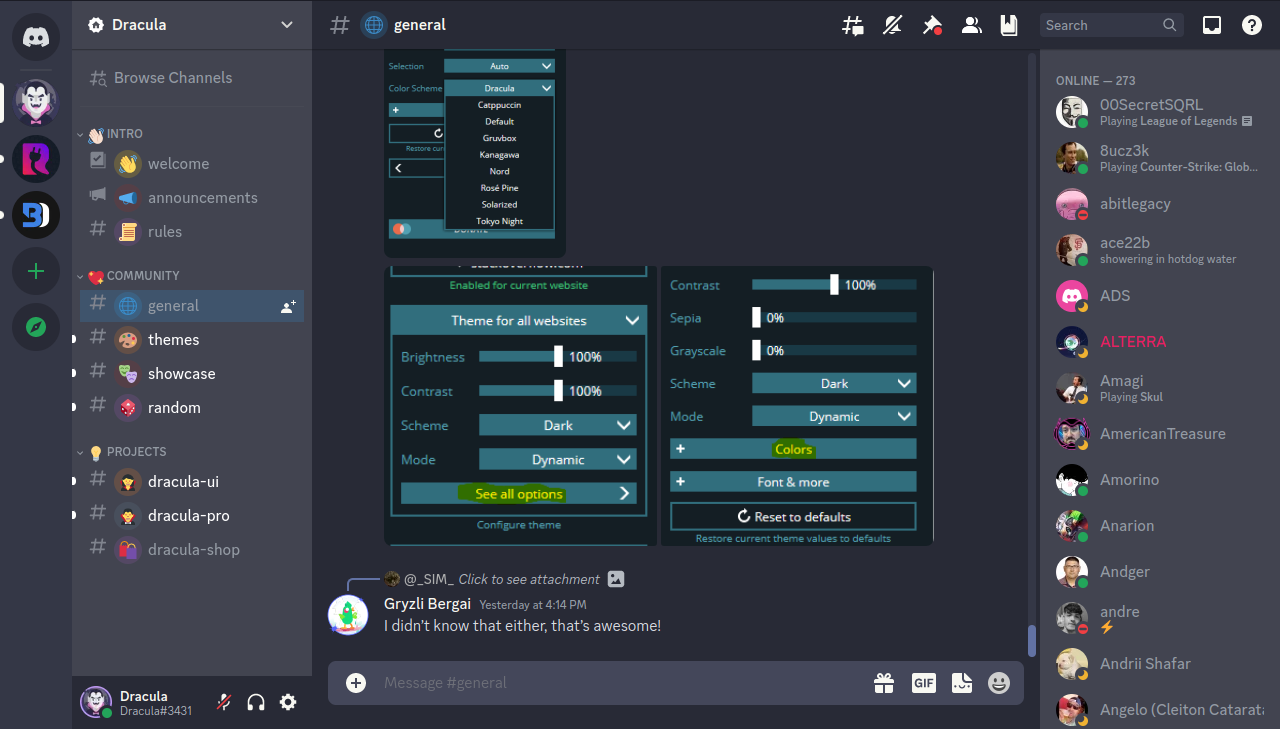 Dracula
general
Search
Browse Channels
INTRO
welcome
announcements
rules
COMMUNITY
general
themes
showcase
random
PROJECTS
dracula-ui
dracula-pro
dracula-shop
Dracula
Dracula#3431
Selection
Auto
Color Scheme
Dracula
Catppuccin
Default
Gruvbox
Kanagawa
Nord
Rosé Pine
Solarized
Tokyo Night
Restore cur
Enabled for current website
Theme for all websites
Brightness
100%
Contrast
100%
Scheme
Dark
Mode
Dynamic
See all options
Configure theme
Contrast
100%
Sepia
0%
Grayscale
0%
Scheme
Dark
Mode
Dynamic
+ Colors
+ Font & more
Reset to defaults
Restore current theme values to defaults
@_SIM_ Click to see attachment
Gryzli Bergai Yesterday at 4:14 PM
I didn't know that either, that's awesome!
Message #general
GIF
ONLINE — 273
00SecretSQRL
Playing League of Legends
8ucz3k
Playing Counter-Strike: Glob...
abitlegacy
ace22b
showering in hotdog water
ADS
ALTERRA
Amagi
Playing Skul
AmericanTreasure
Amorino
Anarion
Andger
andre
Andrii Shafar
Angelo (Cleiton Catarata